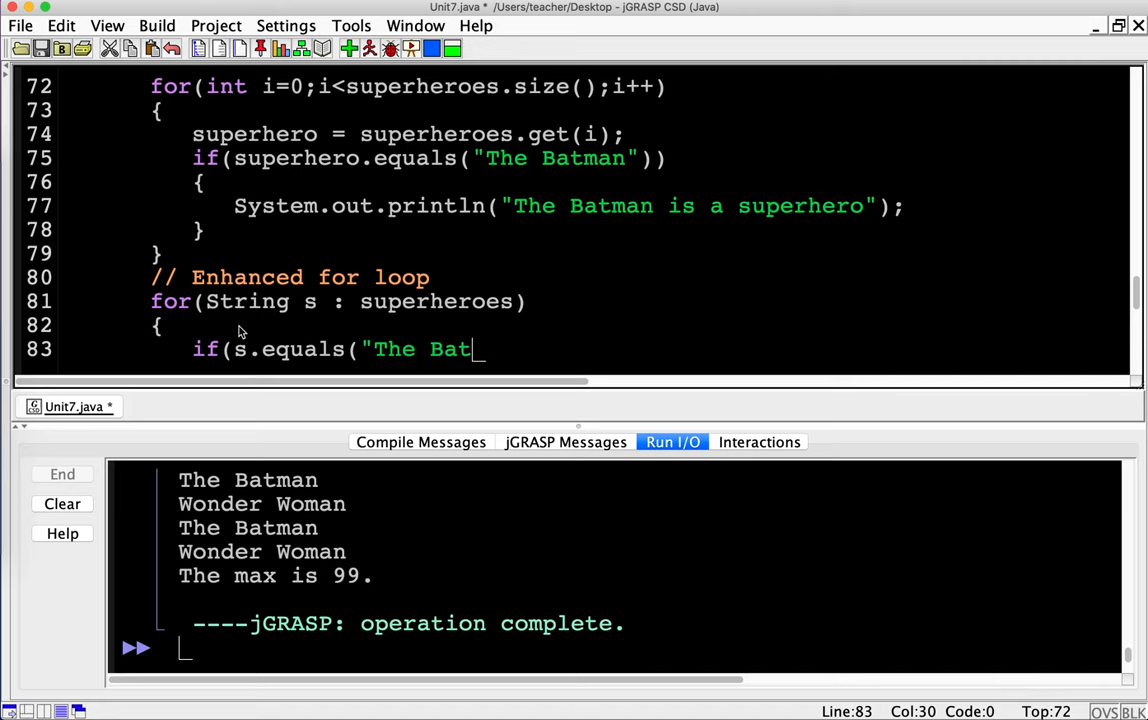 Unit7.java * /Users/teacher/Desktop - jGRASP CSD (Java)
File Edit View Build Project Settings Tools Window Help
72 for(int i=0;i<superheroes.size();i++)
73 {
74 superhero = superheroes.get(i);
75 if(superhero.equals("The Batman"))
76 {
77 System.out.println("The Batman is a superhero");
78 }
79 }
80 // Enhanced for loop
81 for(String s : superheroes)
82 {
83 if(s.equals("The Bat
Unit7.java *
Compile Messages jGRASP Messages Run I/O Interactions
End
Clear
Help
The Batman
Wonder Woman
The Batman
Wonder Woman
The max is 99.
----jGRASP: operation complete.
Line:83 Col:30 Code:0 Top:72 OVS BLK